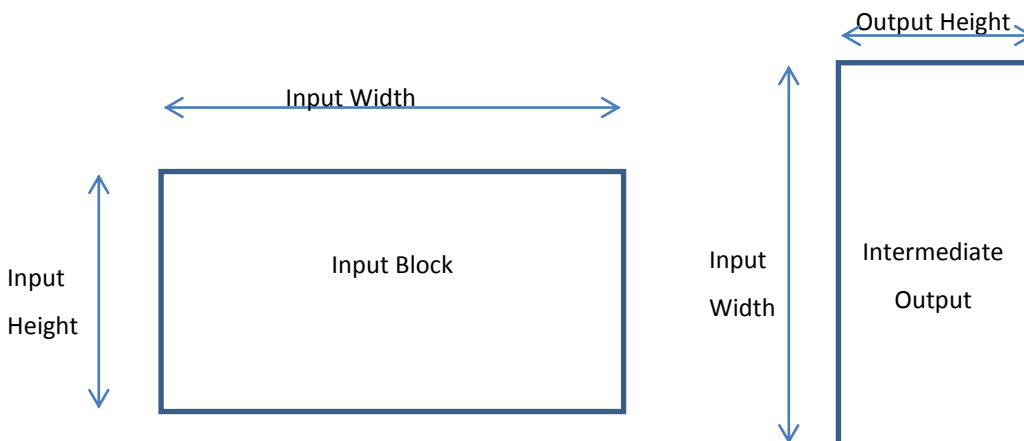 Output Height
Input Width
Input
Height
Input Block
Input
Width
Intermediate
Output